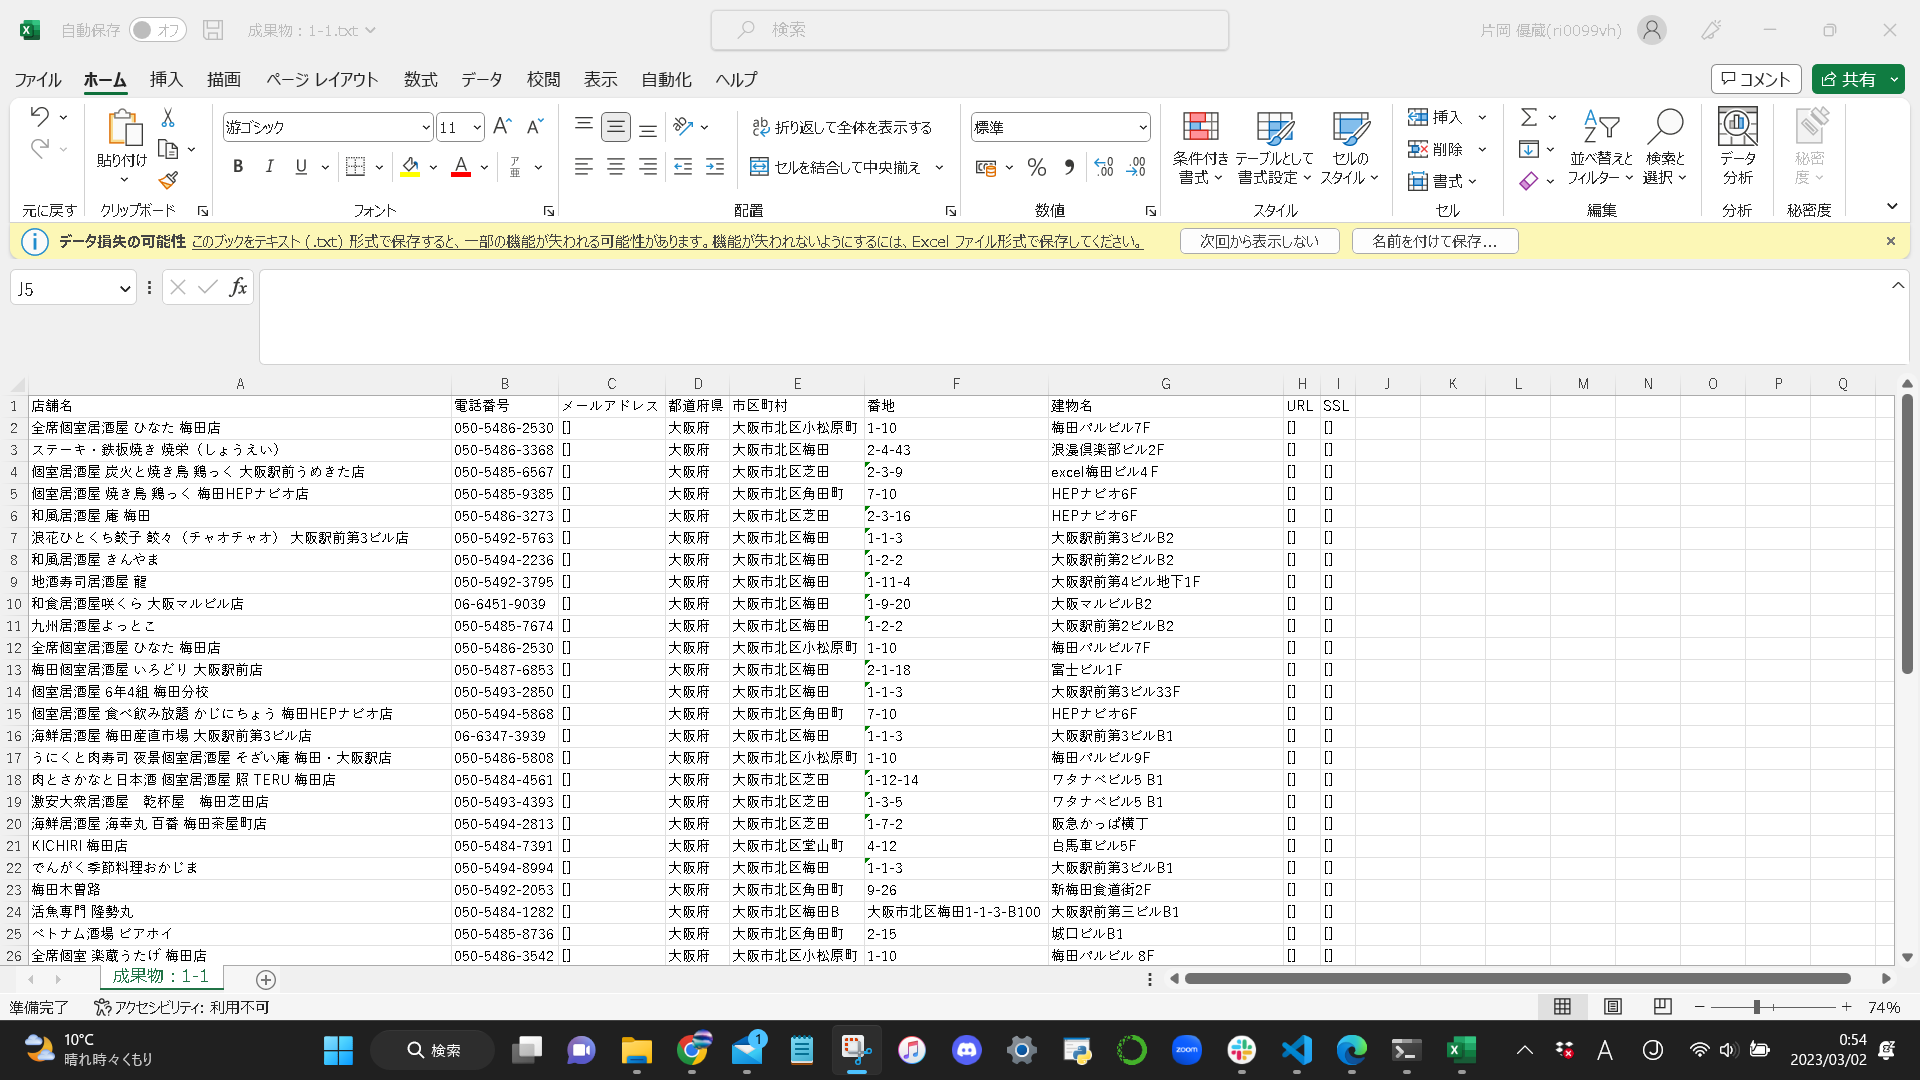 自動保存 オフ 成果物：1-1.txt 検索 片岡 優蔵(ri0099vh)
ファイル ホーム 挿入 描画 ページ レイアウト 数式 データ 校閲 表示 自動化 ヘルプ コメント 共有
游ゴシック 11 折り返して全体を表示する 標準 挿入
貼り付け 条件付き テーブルとして セルの 削除 並べ替えと 検索と データ 秘密
B I U A セルを結合して中央揃え 書式 書式設定 スタイル 書式 フィルター 選択 分析 度
元に戻す クリップボード フォント 配置 数値 スタイル セル 編集 分析 秘密度
データ損失の可能性 このブックをテキスト (.txt) 形式で保存すると、一部の機能が失われる可能性があります。機能が失われないようにするには、Excel ファイル形式で保存してください。 次回から表示しない 名前を付けて保存...
J5 fx
A B C D E F G H I J K L M N O P Q
1 店舗名 電話番号 メールアドレス 都道府県 市区町村 番地 建物名 URL SSL
2 全席個室居酒屋 ひなた 梅田店 050-5486-2530 [] 大阪府 大阪市北区小松原町 1-10 梅田パルビル7F [] []
3 ステーキ・鉄板焼き 焼栄（しょうえい） 050-5486-3368 [] 大阪府 大阪市北区梅田 2-4-43 浪漫倶楽部ビル2F [] []
4 個室居酒屋 炭火と焼き鳥 鶏っく 大阪駅前うめきた店 050-5485-6567 [] 大阪府 大阪市北区芝田 2-3-9 excel梅田ビル4F [] []
5 個室居酒屋 焼き鳥 鶏っく 梅田HEPナビオ店 050-5485-9385 [] 大阪府 大阪市北区角田町 7-10 HEPナビオ6F [] []
6 和風居酒屋 庵 梅田 050-5486-3273 [] 大阪府 大阪市北区芝田 2-3-16 HEPナビオ6F [] []
7 浪花ひとくち餃子 餃々（チャオチャオ） 大阪駅前第3ビル店 050-5492-5763 [] 大阪府 大阪市北区梅田 1-1-3 大阪駅前第3ビルB2 [] []
8 和風居酒屋 きんやま 050-5494-2236 [] 大阪府 大阪市北区梅田 1-2-2 大阪駅前第2ビルB2 [] []
9 地酒寿司居酒屋 龍 050-5492-3795 [] 大阪府 大阪市北区梅田 1-11-4 大阪駅前第4ビル地下1F [] []
10 和食居酒屋咲くら 大阪マルビル店 06-6451-9039 [] 大阪府 大阪市北区梅田 1-9-20 大阪マルビルB2 [] []
11 九州居酒屋よっとこ 050-5485-7674 [] 大阪府 大阪市北区梅田 1-2-2 大阪駅前第2ビルB2 [] []
12 全席個室居酒屋 ひなた 梅田店 050-5486-2530 [] 大阪府 大阪市北区小松原町 1-10 梅田パルビル7F [] []
13 梅田個室居酒屋 いろどり 大阪駅前店 050-5487-6853 [] 大阪府 大阪市北区梅田 2-1-18 富士ビル1F [] []
14 個室居酒屋 6年4組 梅田分校 050-5493-2850 [] 大阪府 大阪市北区梅田 1-1-3 大阪駅前第3ビル33F [] []
15 個室居酒屋 食べ飲み放題 かじにちょう 梅田HEPナビオ店 050-5494-5868 [] 大阪府 大阪市北区角田町 7-10 HEPナビオ6F [] []
16 海鮮居酒屋 梅田産直市場 大阪駅前第3ビル店 06-6347-3939 [] 大阪府 大阪市北区梅田 1-1-3 大阪駅前第3ビルB1 [] []
17 うにくと肉寿司 夜景個室居酒屋 そざい庵 梅田・大阪駅店 050-5486-5808 [] 大阪府 大阪市北区小松原町 1-10 梅田パルビル9F [] []
18 肉とさかなと日本酒 個室居酒屋 照 TERU 梅田店 050-5484-4561 [] 大阪府 大阪市北区芝田 1-12-14 ワタナベビル5 B1 [] []
19 激安大衆居酒屋　乾杯屋　梅田芝田店 050-5493-4393 [] 大阪府 大阪市北区芝田 1-3-5 ワタナベビル5 B1 [] []
20 海鮮居酒屋 海幸丸 百番 梅田茶屋町店 050-5494-2813 [] 大阪府 大阪市北区芝田 1-7-2 阪急かっぱ横丁 [] []
21 KICHIRI 梅田店 050-5484-7391 [] 大阪府 大阪市北区堂山町 4-12 白馬車ビル5F [] []
22 でんがく季節料理おかじま 050-5494-8994 [] 大阪府 大阪市北区梅田 1-1-3 大阪駅前第3ビルB1 [] []
23 梅田木曽路 050-5492-2053 [] 大阪府 大阪市北区角田町 9-26 新梅田食道街2F [] []
24 活魚専門 隆勢丸 050-5484-1282 [] 大阪府 大阪市北区梅田B 大阪市北区梅田1-1-3-B100 大阪駅前第三ビルB1 [] []
25 ベトナム酒場 ビアホイ 050-5485-8736 [] 大阪府 大阪市北区角田町 2-15 城口ビルB1 [] []
26 全席個室 楽蔵うたげ 梅田店 050-5486-3542 [] 大阪府 大阪市北区小松原町 1-10 梅田パルビル 8F [] []
成果物：1-1
準備完了 アクセシビリティ: 利用不可 74%
10°C
晴れ時々くもり
検索 1 zoom A
0:54
2023/03/02